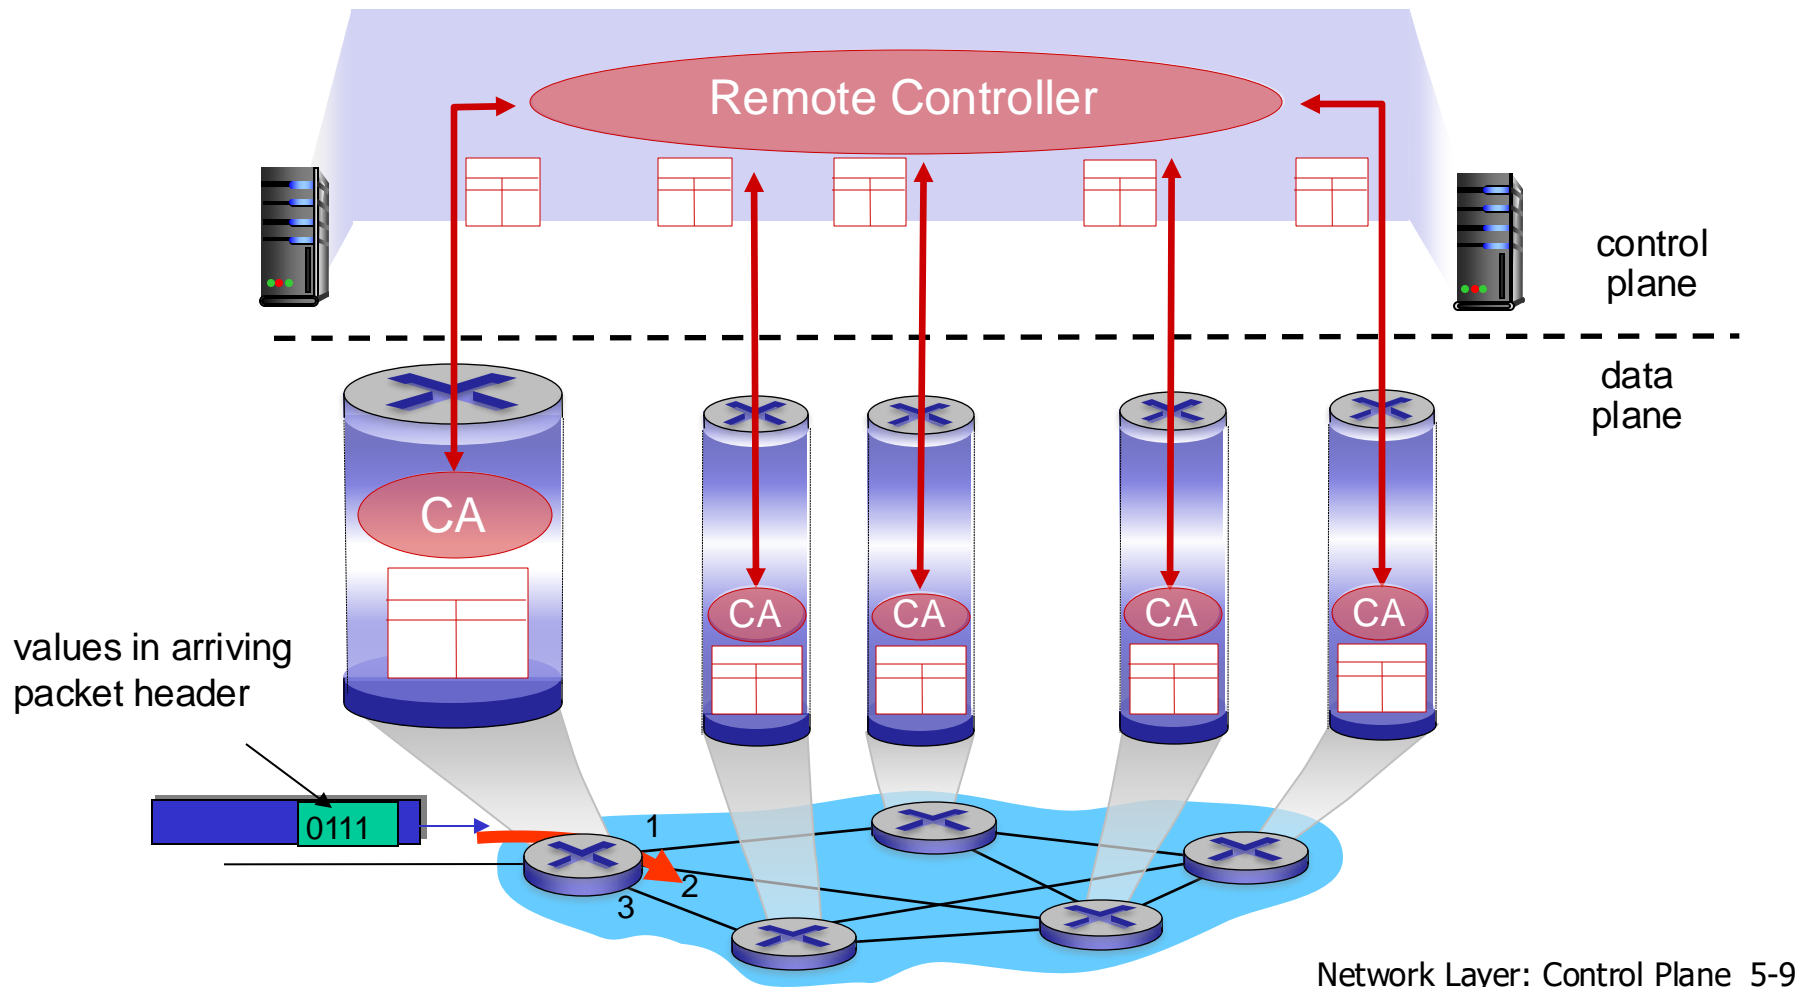 Remote Controller
control
plane
data
plane
CA
CA
CA
CA
CA
values in arriving
packet header
0111
1
2
3
Network Layer: Control Plane 5-9